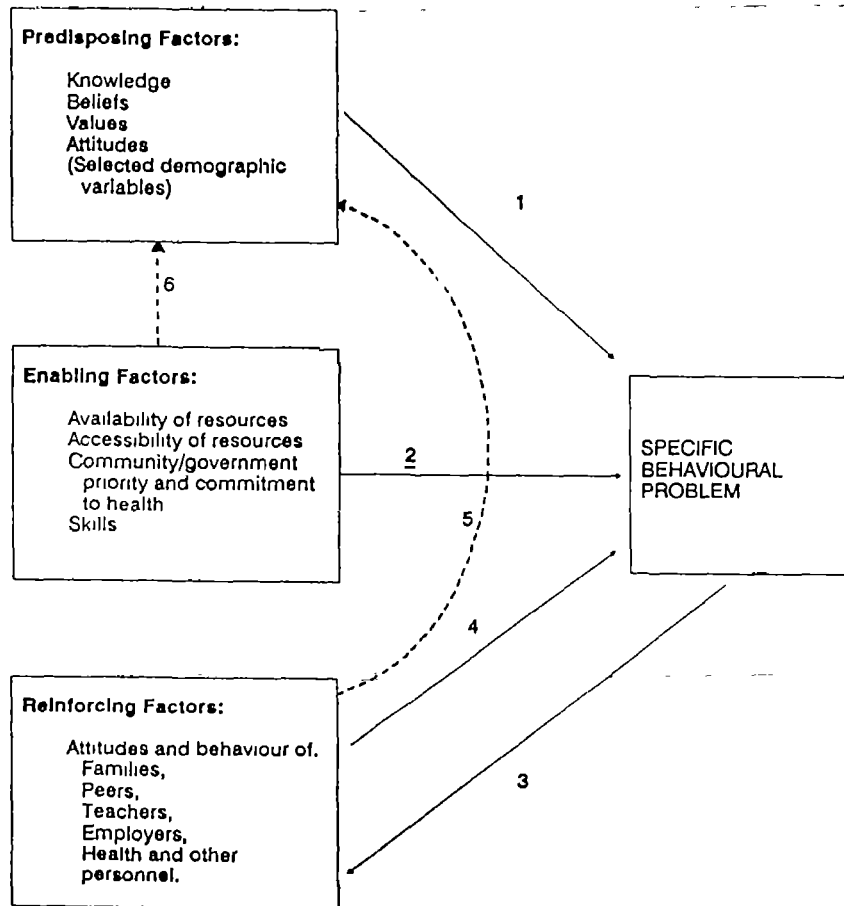 Predisposing Factors:
Knowledge
Beliefs
Values
Attitudes
(Selected demographic
variables)
1
6
Enabling Factors:
Availability of resources
Accessibility of resources
Community/government
priority and commitment
to health
Skills
2
SPECIFIC
BEHAVIOURAL
PROBLEM
5
4
Reinforcing Factors:
Attitudes and behaviour of.
Families,
Peers,
Teachers,
Employers,
Health and other
personnel.
3